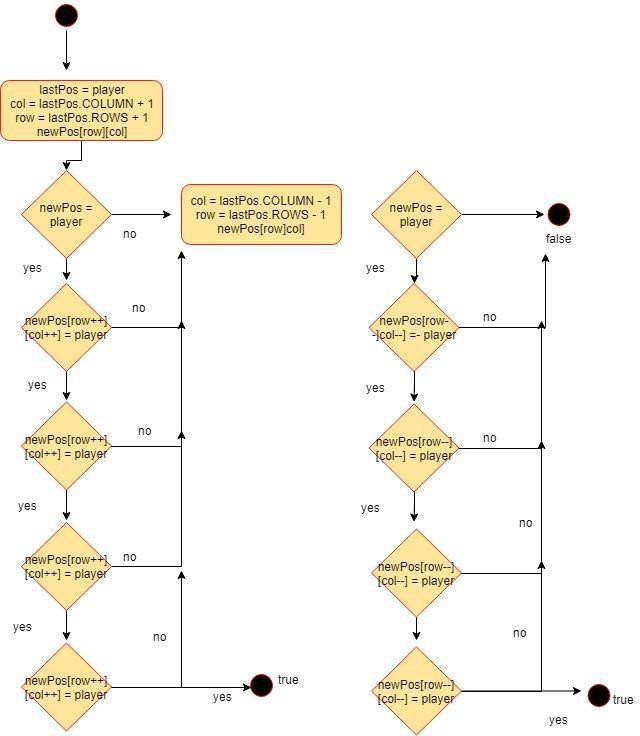 lastPos = player
col = lastPos.COLUMN + 1
row = lastPos.ROWS + 1
newPos[row][col]
newPos =
player
no
yes
newPos[row++]
[col++] = player
no
yes
newPos[row++]
[col++] = player
no
yes
newPos[row++]
[col++] = player
no
yes
newPos[row++]
[col++] = player
no
yes
true
col = lastPos.COLUMN - 1
row = lastPos.ROWS - 1
newPos[row]col]
newPos =
player
false
yes
newPos[row-
-]col--] =- player
no
yes
newPos[row--]
[col--] = player
no
yes
newPos[row--]
[col--] = player
no
newPos[row--]
[col--] = player
no
yes
true